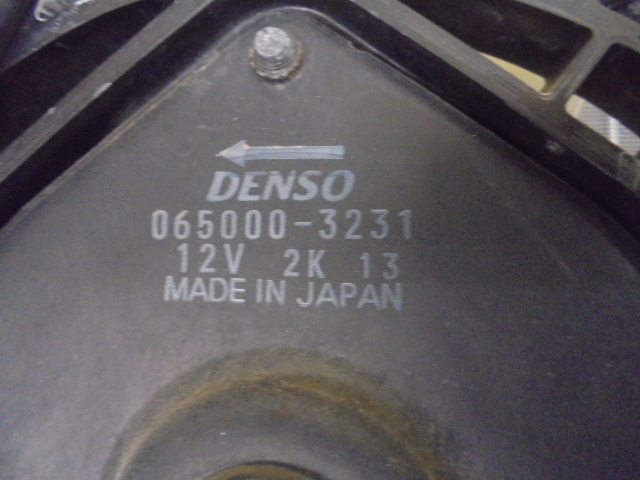 DENSO
065000-3231
12V 2K 13
MADE IN JAPAN